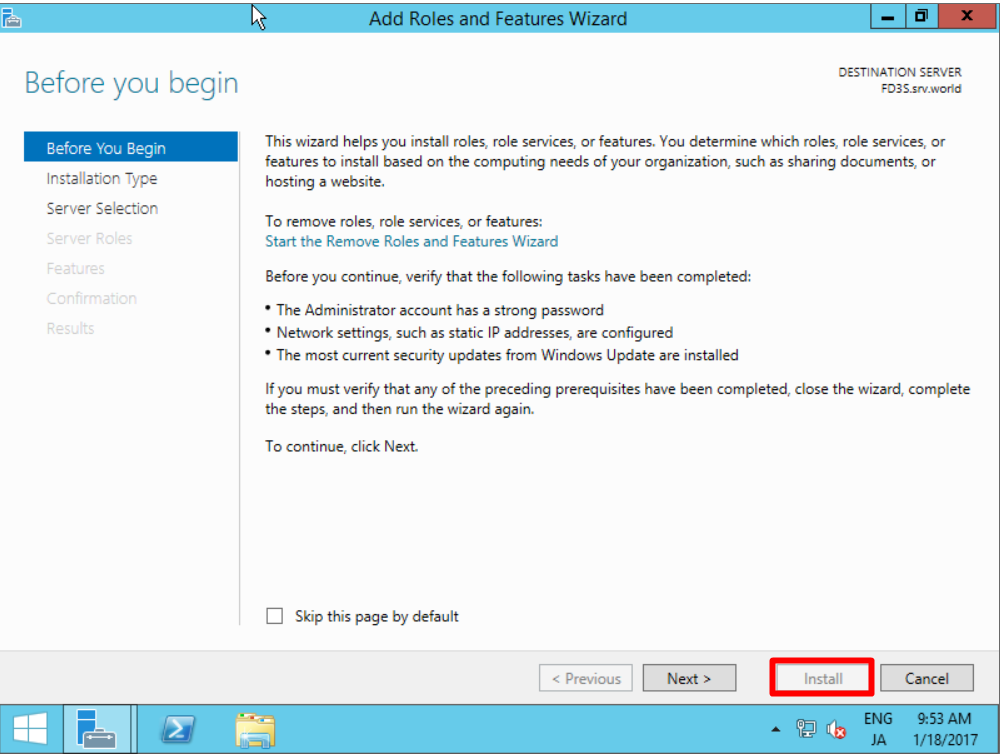 Add Roles and Features Wizard
Before you begin
DESTINATION SERVER
FD3S.srv.world
Before You Begin
Installation Type
Server Selection
Server Roles
Features
Confirmation
Results
This wizard helps you install roles, role services, or features. You determine which roles, role services, or
features to install based on the computing needs of your organization, such as sharing documents, or
hosting a website.
To remove roles, role services, or features:
Start the Remove Roles and Features Wizard
Before you continue, verify that the following tasks have been completed:
• The Administrator account has a strong password
• Network settings, such as static IP addresses, are configured
• The most current security updates from Windows Update are installed
If you must verify that any of the preceding prerequisites have been completed, close the wizard, complete
the steps, and then run the wizard again.
To continue, click Next.
Skip this page by default
< Previous
Next >
Install
Cancel
ENG
JA
9:53 AM
1/18/2017